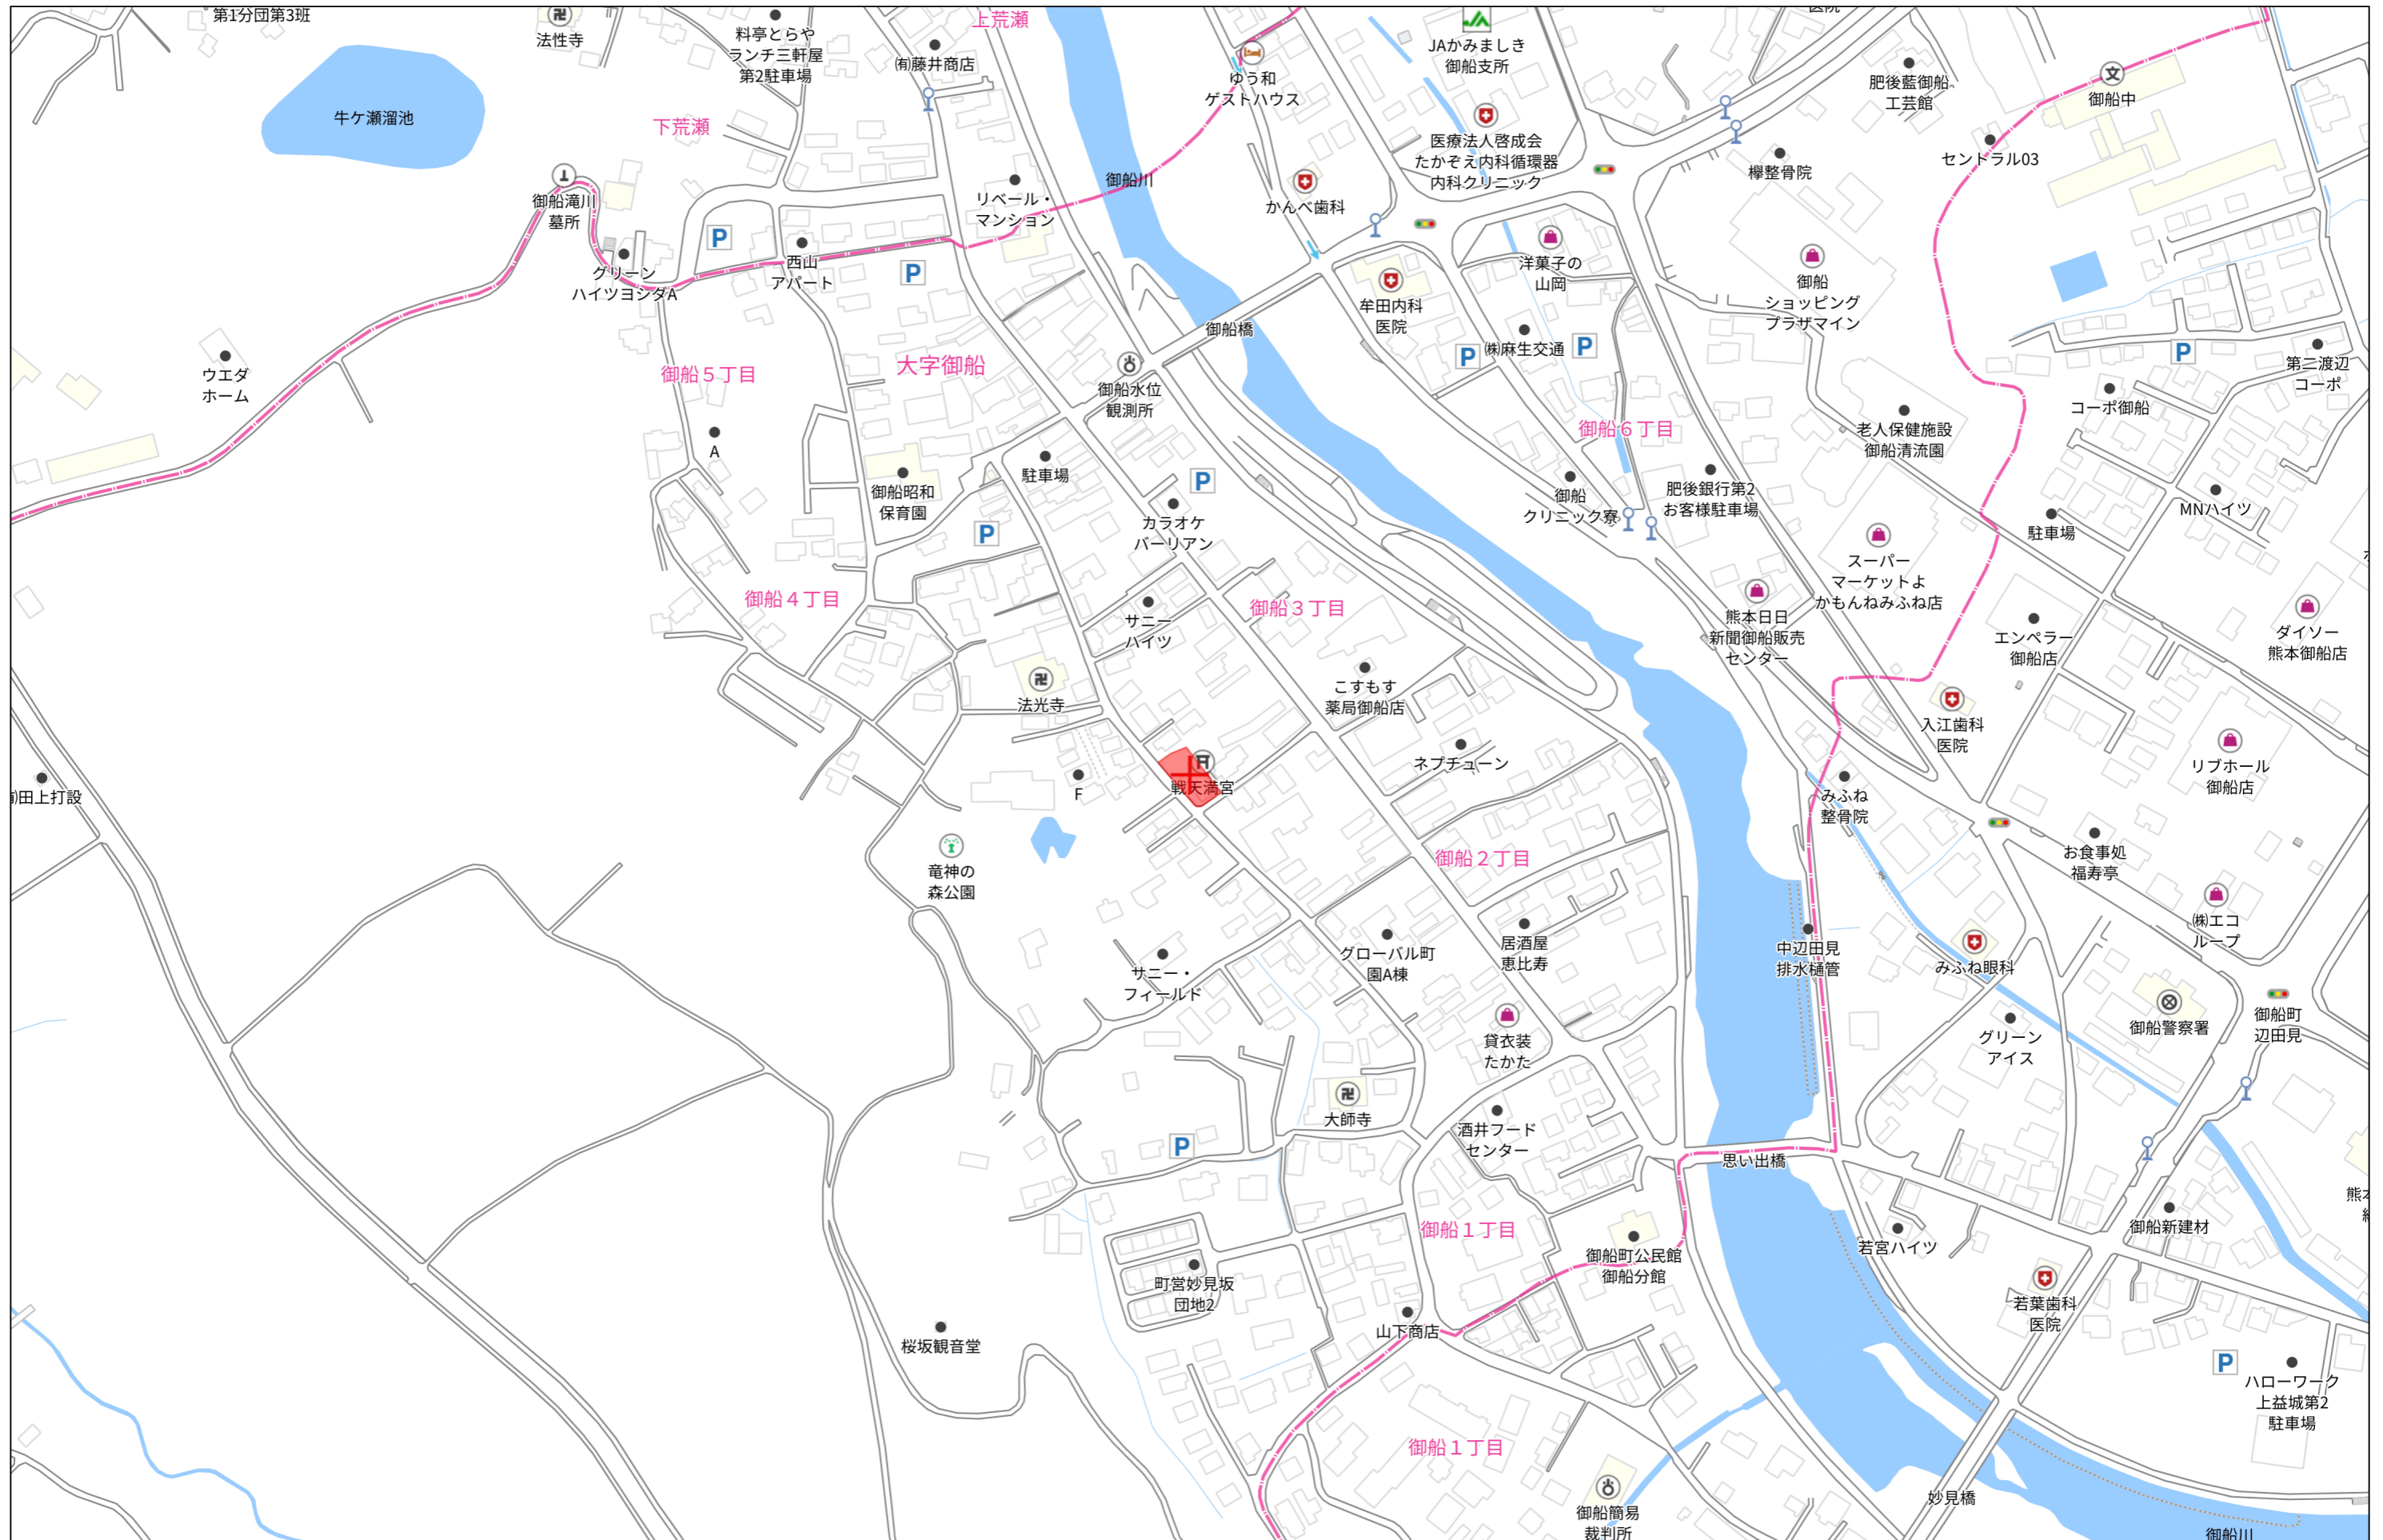 第1分団第3班
法性寺
料亭とらや
ランチ三軒屋
第2駐車場
㈲藤井商店
上荒瀬
ゆう和
ゲストハウス
JAかみましき
御船支所
医院
肥後藍御船
工芸館
御船中
牛ケ瀬溜池
下荒瀬
医療法人啓成会
たかぞえ内科循環器
内科クリニック
欅整骨院
セントラル03
御船滝川
墓所
リベール・
マンション
御船川
かんべ歯科
グリーン
ハイツヨシダA
P
西山
アパート
P
洋菓子の
山岡
御船
ショッピング
プラザマイン
牟田内科
医院
御船橋
ウエダ
ホーム
御船５丁目
大字御船
御船水位
観測所
P
㈱麻生交通
P
P
第二渡辺
コーポ
コーポ御船
A
御船６丁目
老人保健施設
御船清流園
御船昭和
保育園
駐車場
P
カラオケ
バーリアン
P
御船
クリニック寮
肥後銀行第2
お客様駐車場
駐車場
MNハイツ
スーパー
マーケットよ
かもんねみふね店
御船４丁目
サニー
ハイツ
御船３丁目
熊本日日
新聞御船販売
センター
エンペラー
御船店
ダイソー
熊本御船店
法光寺
こすもす
薬局御船店
入江歯科
医院
㈲田上打設
F
戦天満宮
ネプチューン
みふね
整骨院
リブホール
御船店
竜神の
森公園
御船２丁目
お食事処
福寿亭
㈱エコ
ループ
サニー・
フィールド
グローバル町
園A棟
居酒屋
恵比寿
中辺田見
排水樋管
みふね眼科
貸衣装
たかた
グリーン
アイス
御船警察署
御船町
辺田見
大師寺
P
酒井フード
センター
思い出橋
御船１丁目
御船町公民館
御船分館
若宮ハイツ
御船新建材
町営妙見坂
団地2
若葉歯科
医院
桜坂観音堂
山下商店
P
ハローワーク
上益城第2
駐車場
御船１丁目
御船簡易
裁判所
妙見橋
御船川